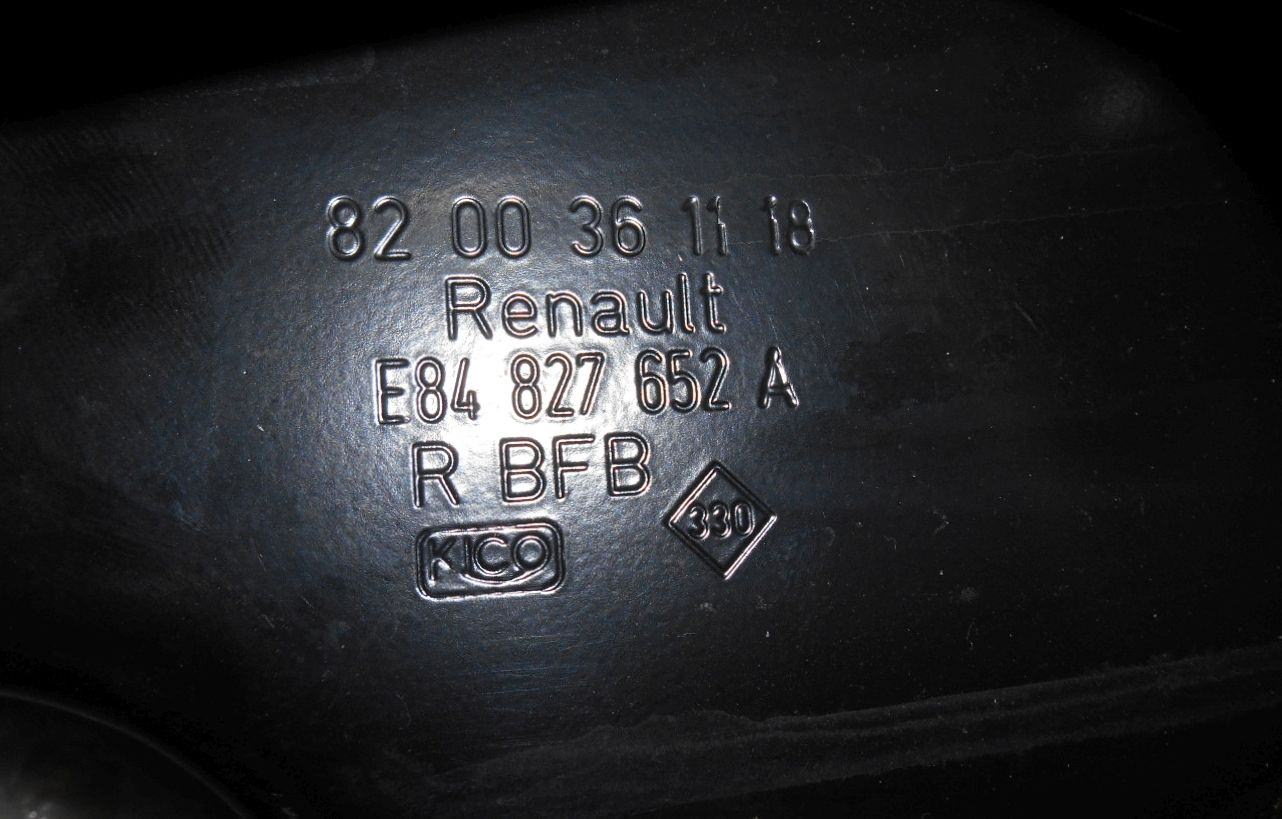 82 00 36 11 18
Renault
E84 827 652 A
R BFB
330
KICO